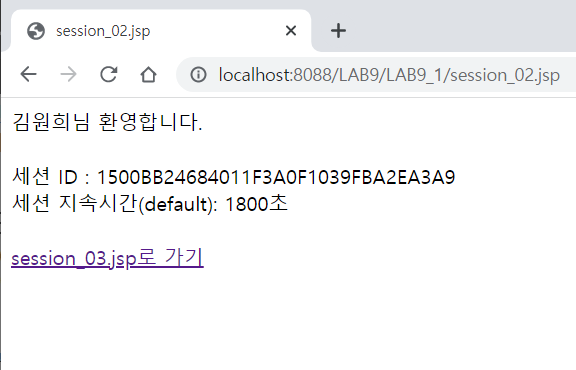 session_02.jsp
localhost:8088/LAB9/LAB9_1/session_02.jsp
김원희님 환영합니다.
세션 ID : 1500BB24684011F3A0F1039FBA2EA3A9
세션 지속시간(default): 1800초
session_03.jsp로 가기